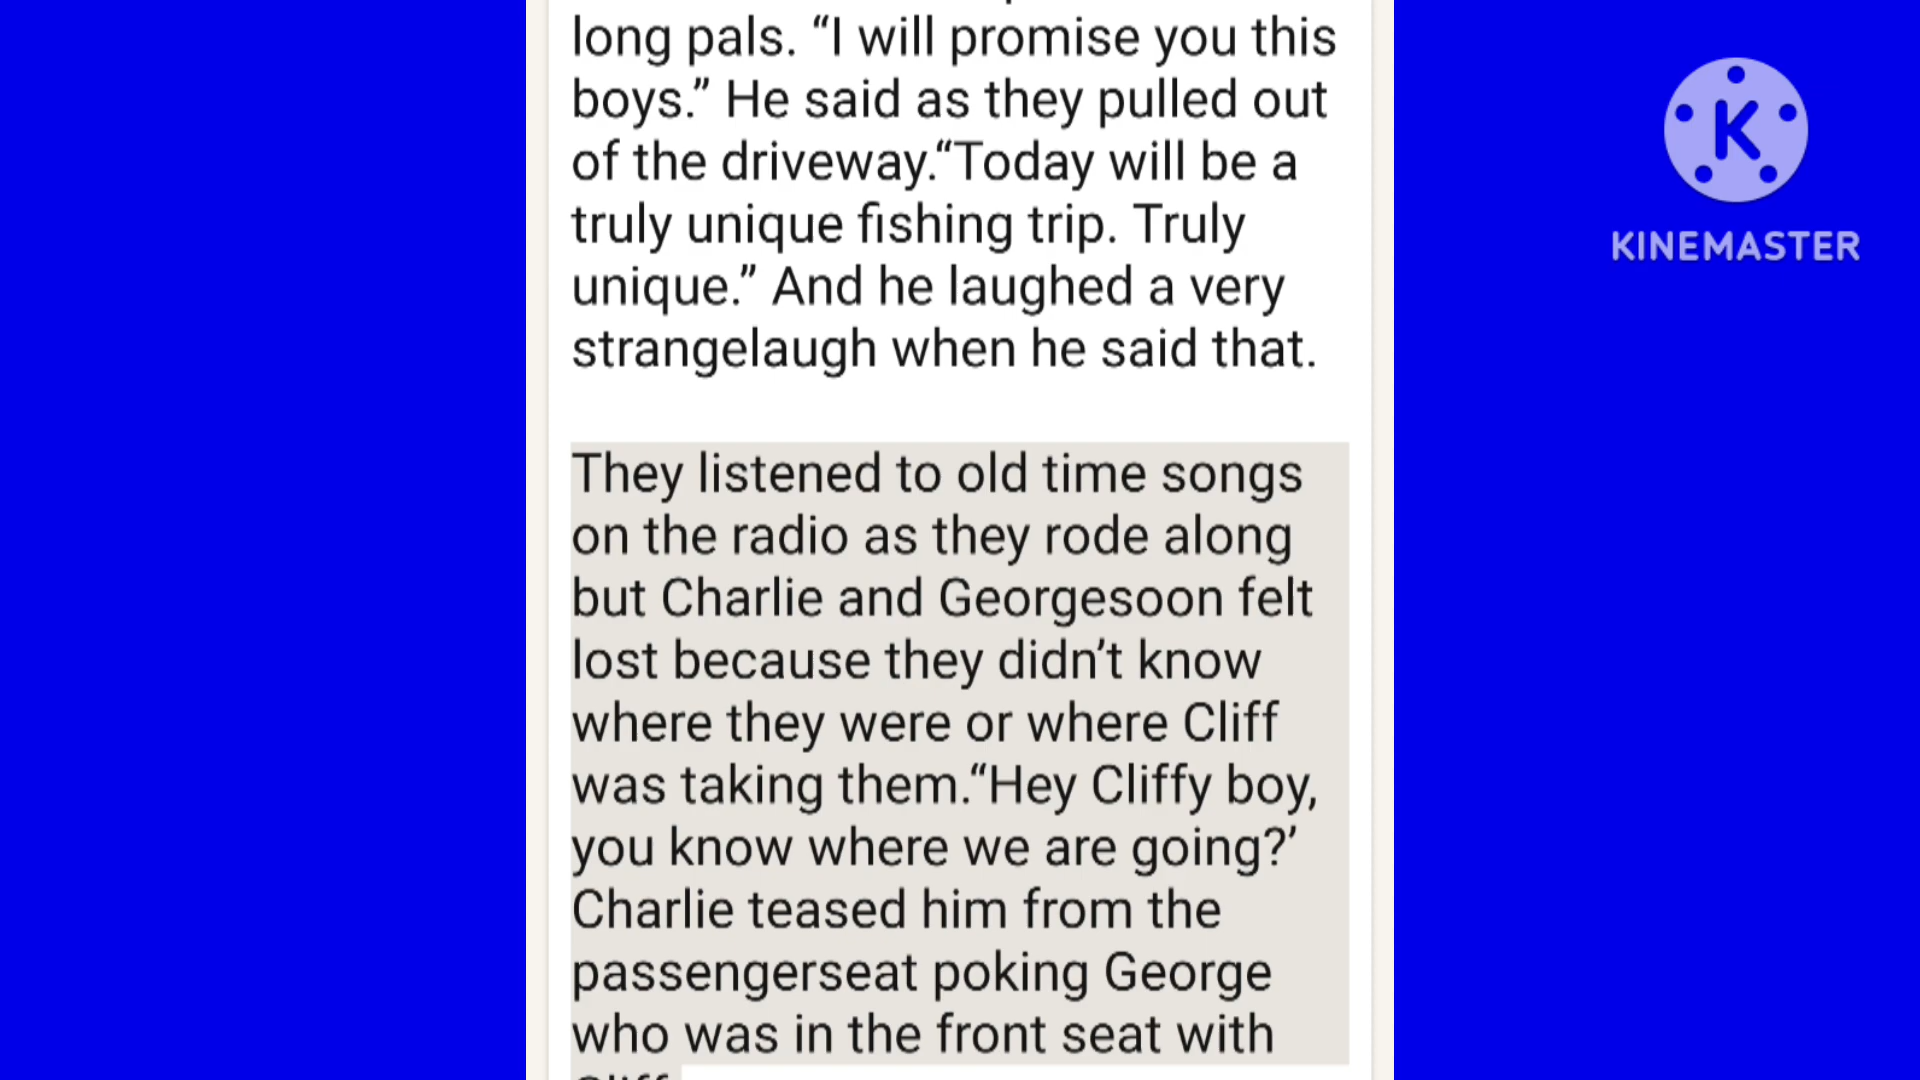 long pals. “I will promise you this
boys.” He said as they pulled out
of the driveway.“Today will be a
truly unique fishing trip. Truly
unique.” And he laughed a very
strangelaugh when he said that.
They listened to old time songs
on the radio as they rode along
but Charlie and Georgesoon felt
lost because they didn’t know
where they were or where Cliff
was taking them.“Hey Cliffy boy,
you know where we are going?’
Charlie teased him from the
passengerseat poking George
who was in the front seat with
K
KINEMASTER